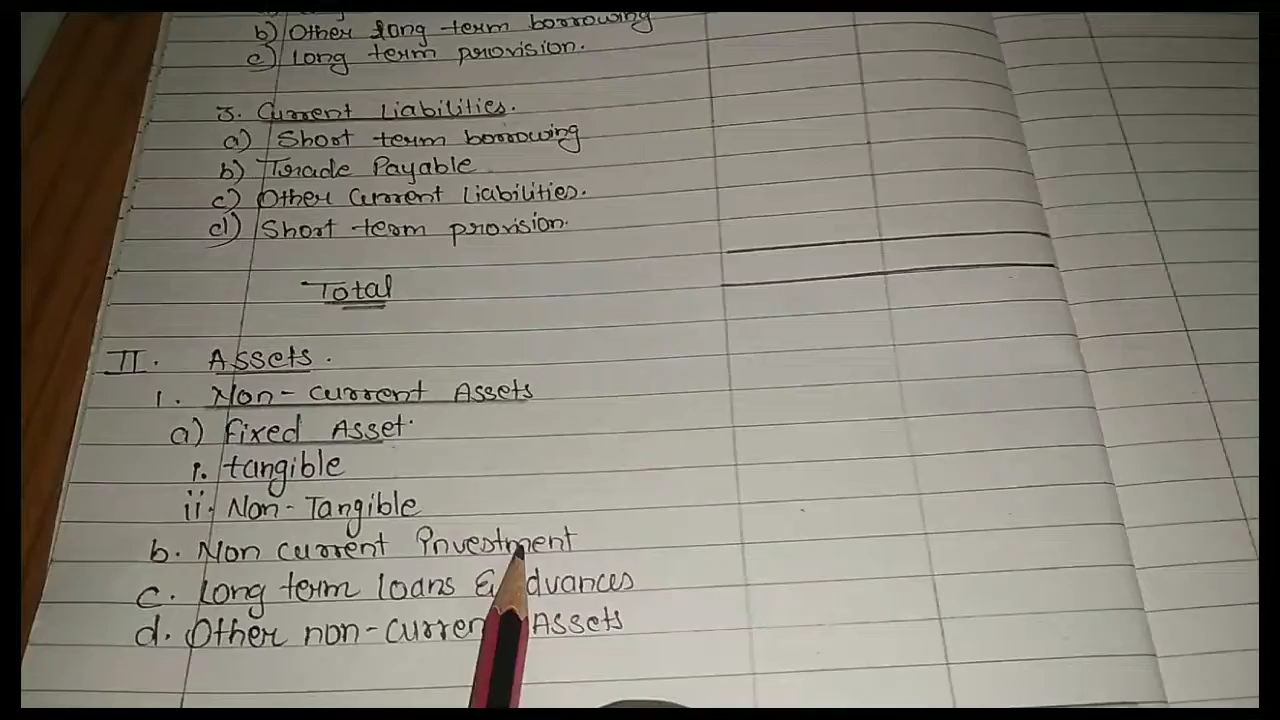 b) Other long term borrowing
c) Long term provision.
3. Current Liabilities.
a) Short term borrowing
b) Trade Payable
c) Other Current Liabilities.
d) Short term provision.
Total
II. Assets.
1. Non-current Assets
a) Fixed Asset.
i. tangible
ii. Non-Tangible
b. Non current Investment
c. Long term loans & Advances
d. Other non-current Assets